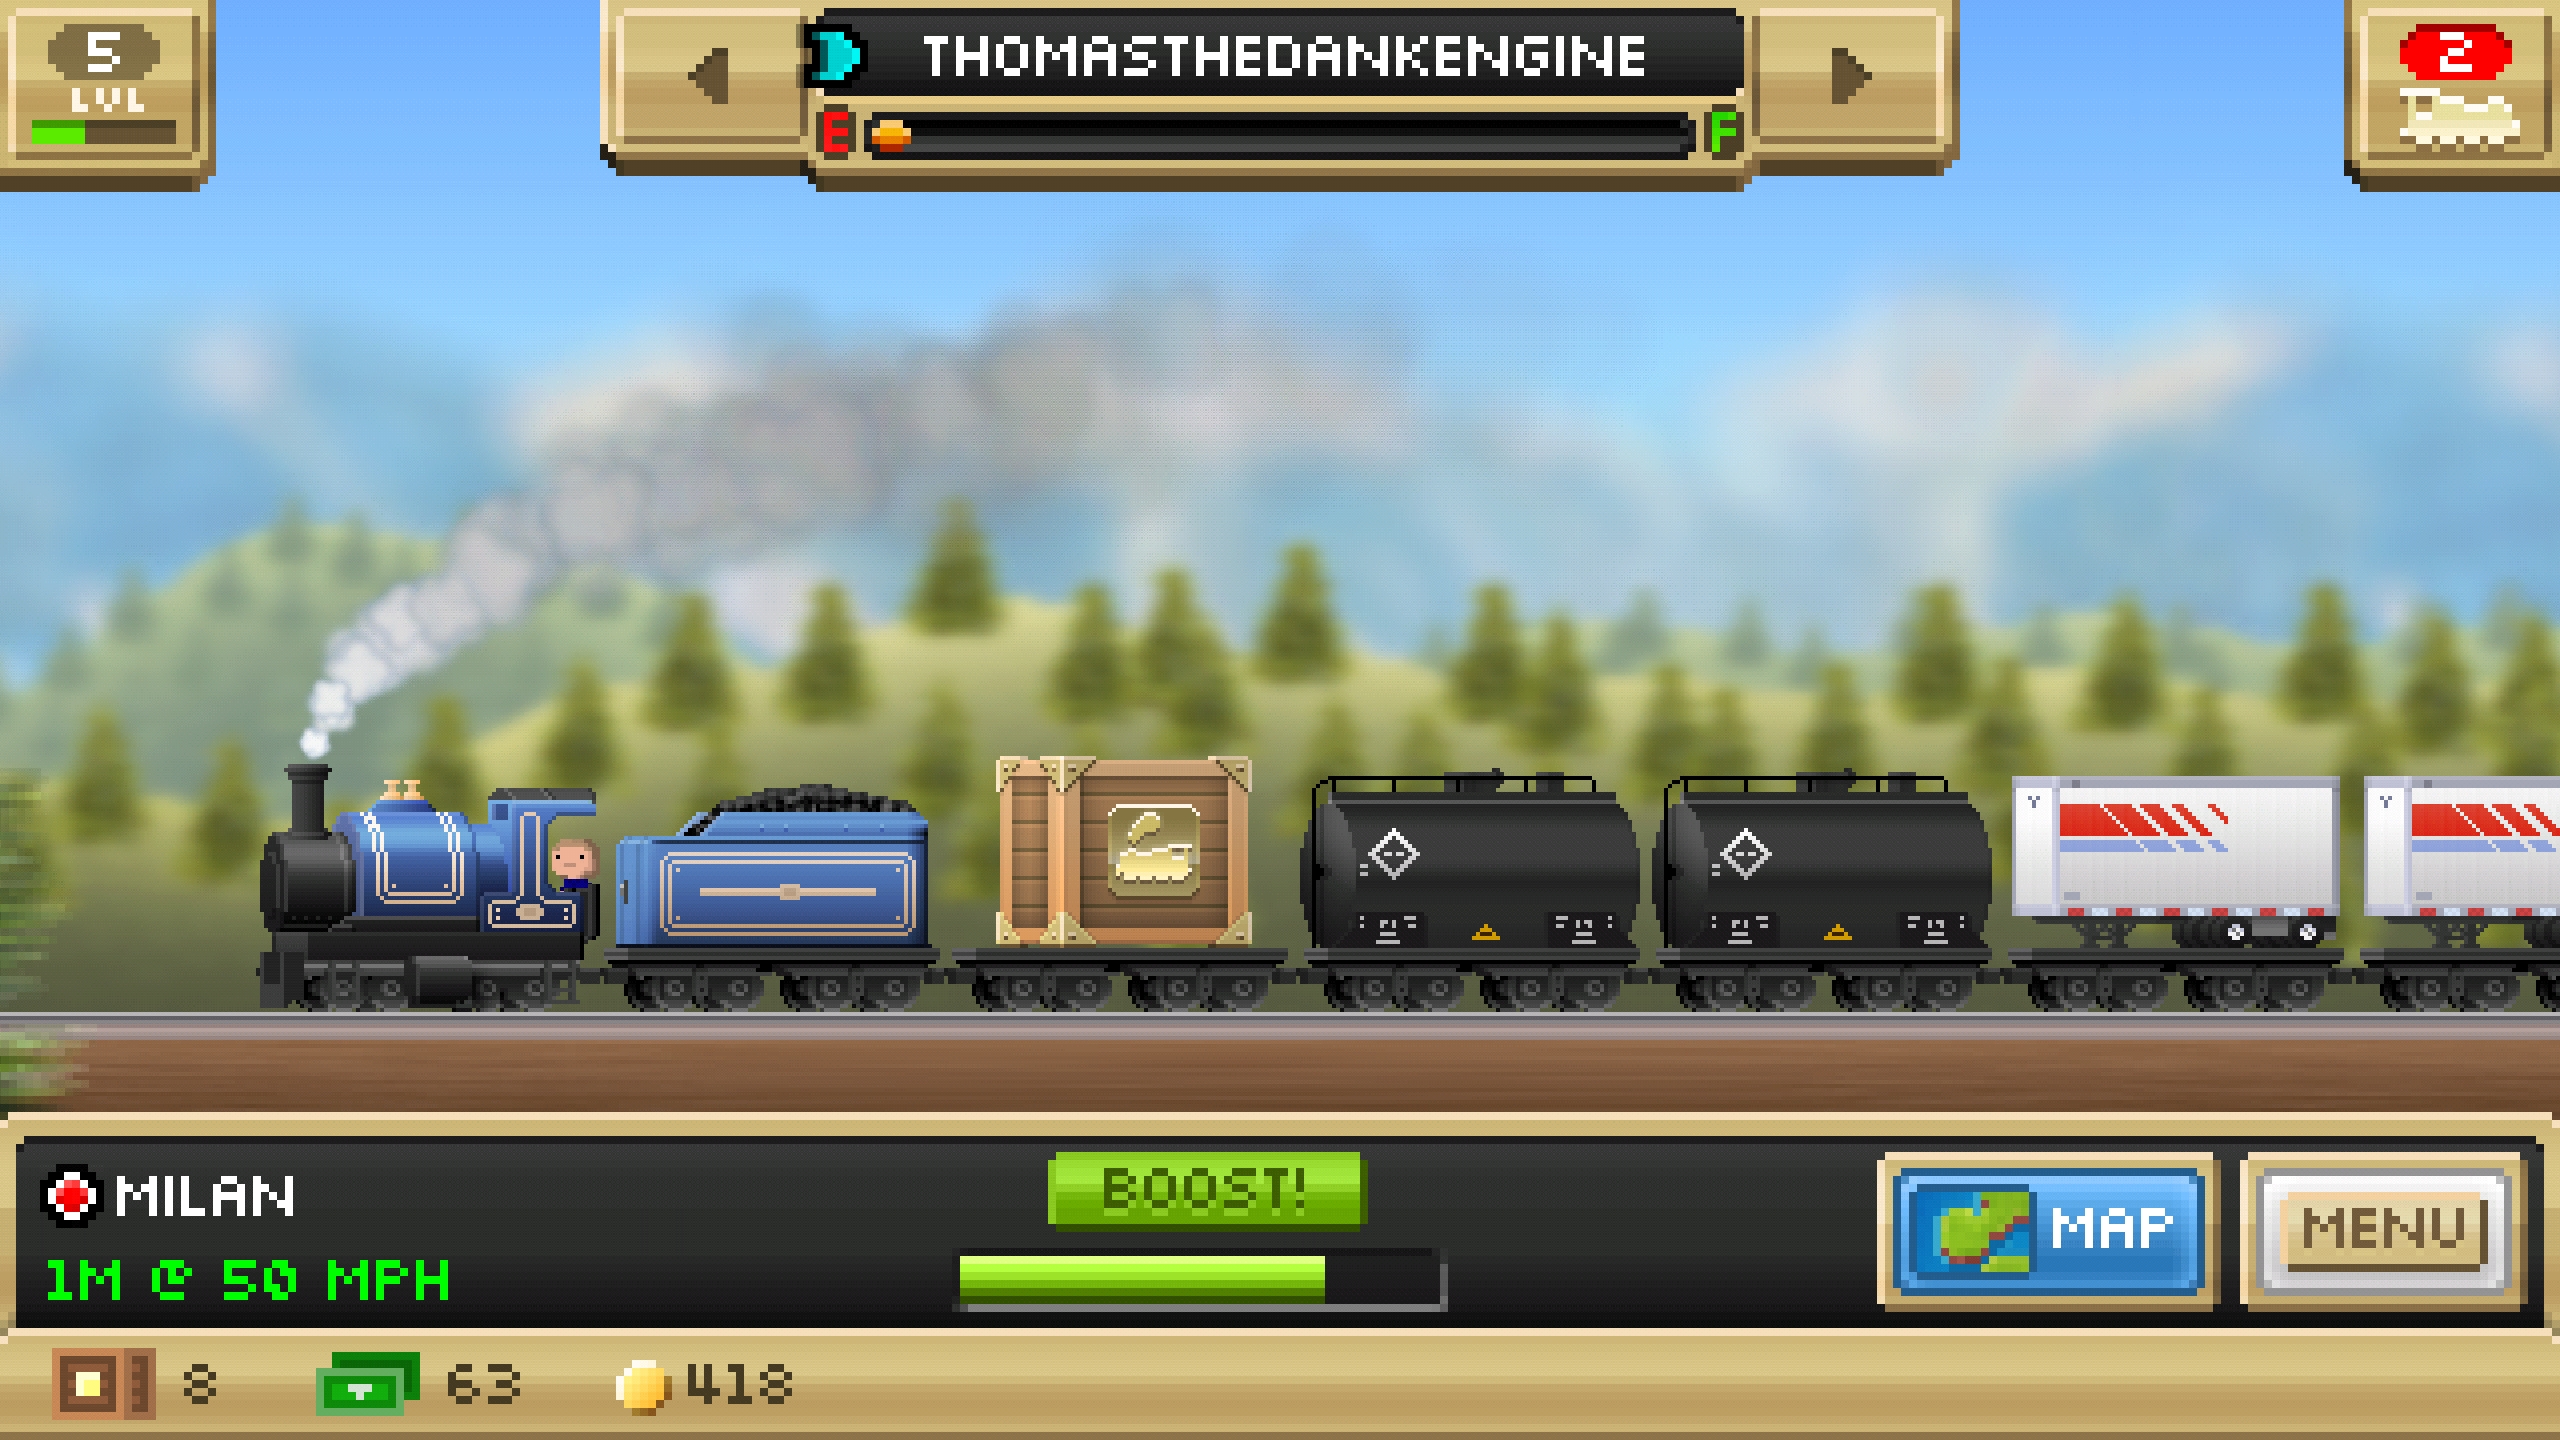 5
LVL
THOMASTHEDANKENGINE
E F
2
MILAN
1M @ 50 MPH
BOOST!
MAP
MENU
8
63
418